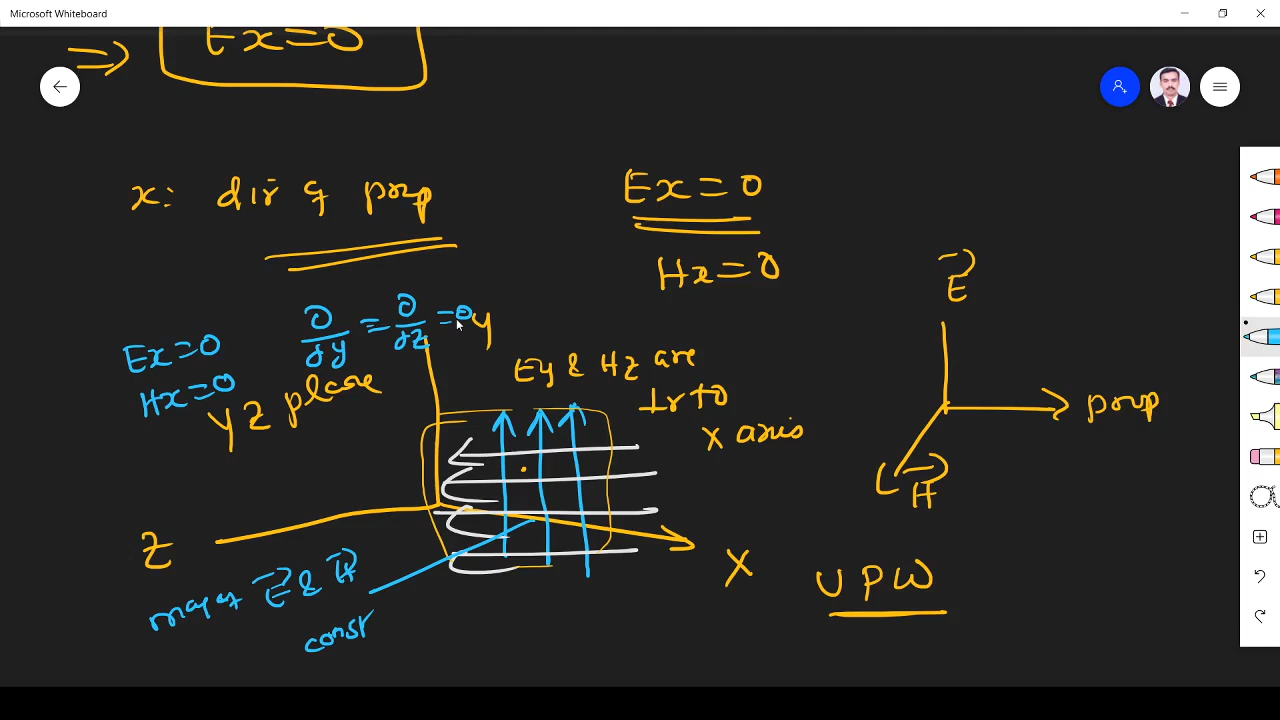 Microsoft Whiteboard
⇒ Ex=0
x: dir of prop
Ex=0
Hx=0
Ex=0
Hx=0
∂/∂y = ∂/∂z = 0
Y
YZ plane
Ey & HZ are
⊥r to
X axis
E
prop
H
Z
X
mag of E & H
const
UPW